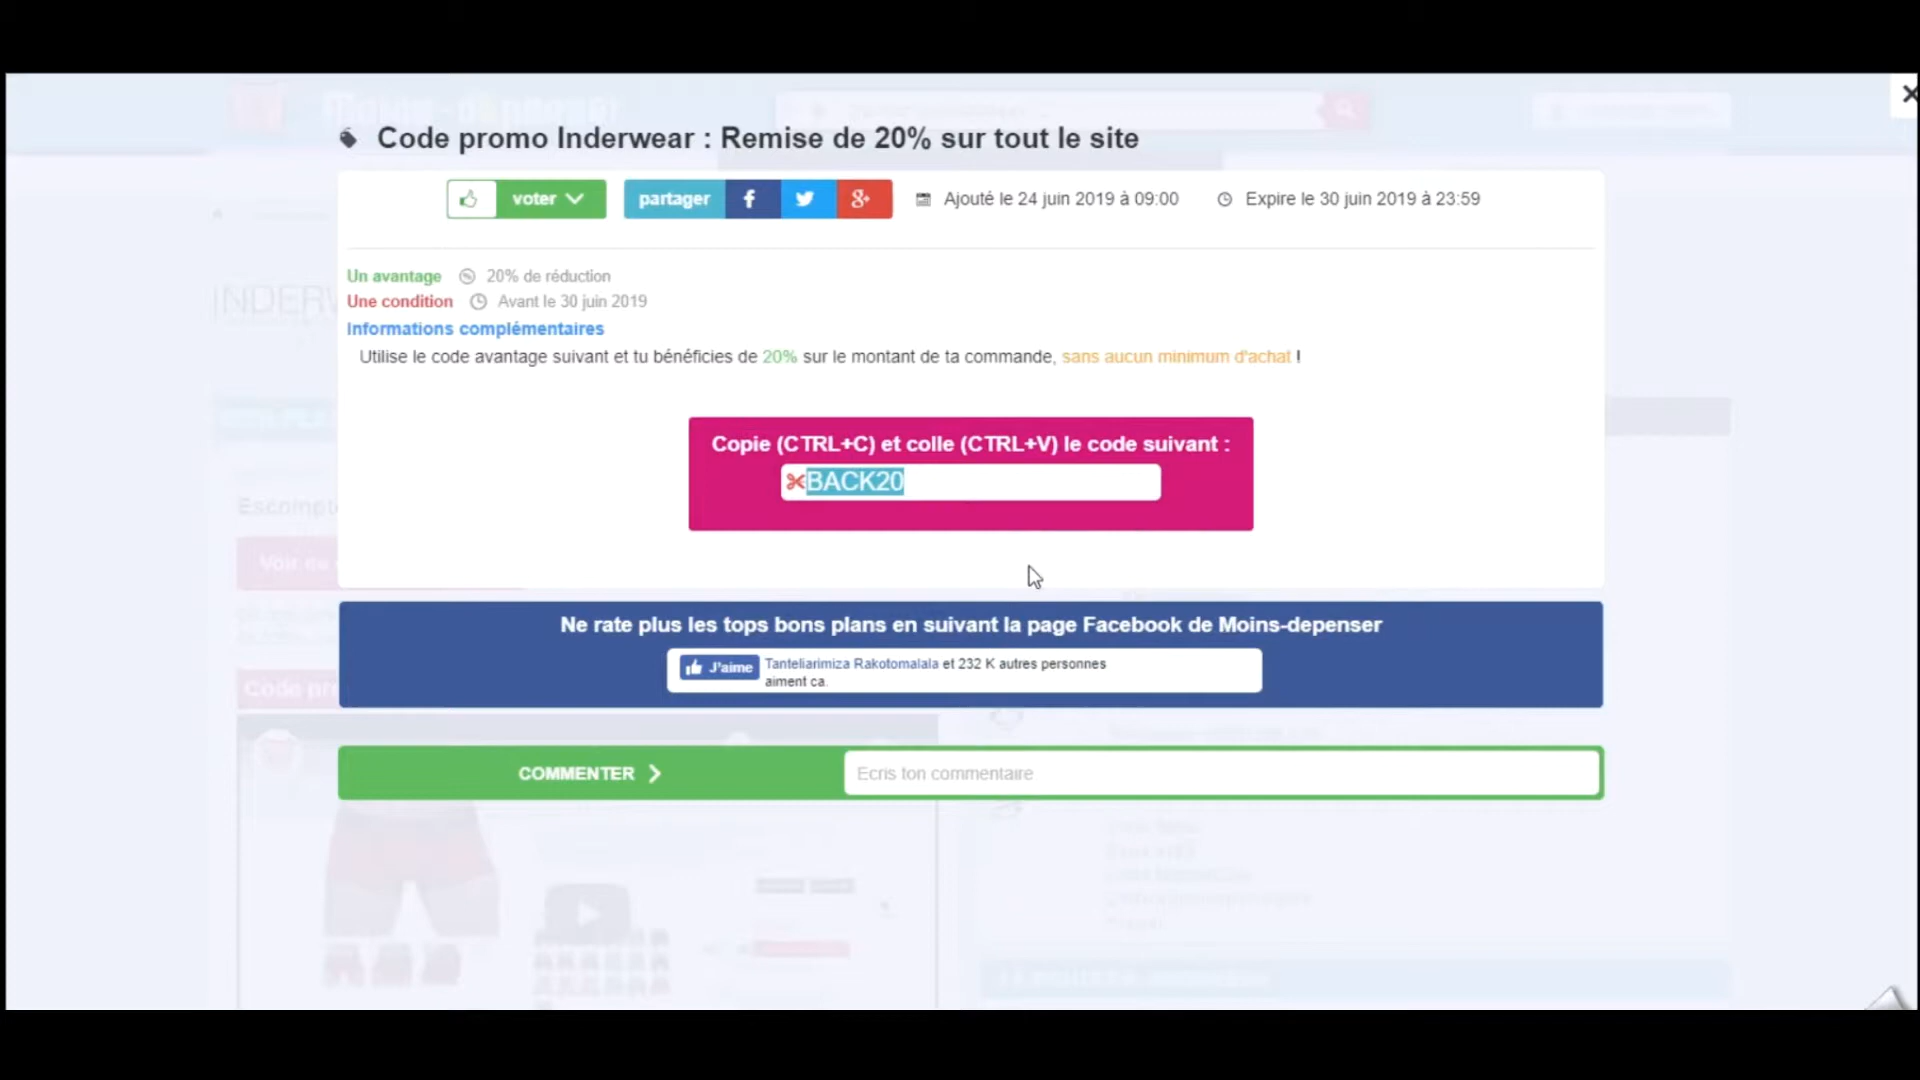 Code promo Inderwear : Remise de 20% sur tout le site
voter
partager
Ajouté le 24 juin 2019 à 09:00
Expire le 30 juin 2019 à 23:59
Un avantage 20% de réduction
Une condition Avant le 30 juin 2019
Informations complémentaires
Utilise le code avantage suivant et tu bénéficies de 20% sur le montant de ta commande, sans aucun minimum d'achat !
Copie (CTRL+C) et colle (CTRL+V) le code suivant :
BACK20
Ne rate plus les tops bons plans en suivant la page Facebook de Moins-depenser
J'aime
Tanteliarimiza Rakotomalala et 232 K autres personnes
aiment ca.
COMMENTER
Ecris ton commentaire
Voir
Code